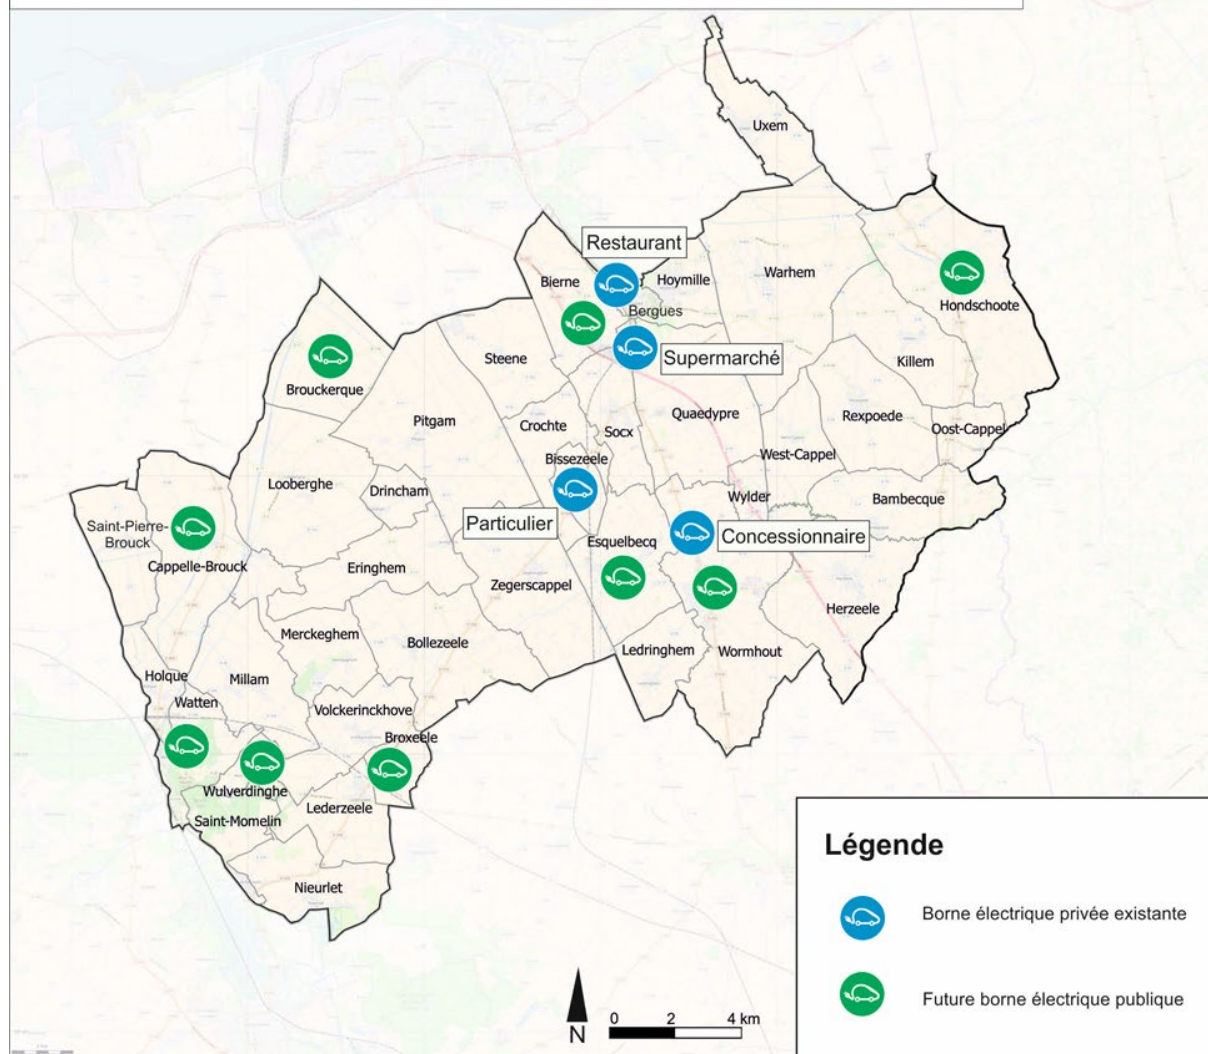 Uxem
Restaurant
Bierne
Hoymille
Warhem
Hondschoote
Bergues
Steene
Supermarché
Killem
Brouckerque
Pitgam
Crochte
Socx
Quaedypre
Rexpoede
Oost-Cappel
Bissezeele
West-Cappel
Looberghe
Drincham
Wylder
Bambecque
Saint-Pierre-
Brouck
Particulier
Esquelbecq
Concessionnaire
Cappelle-Brouck
Eringhem
Zegerscappel
Herzeele
Merckeghem
Bollezeele
Ledringhem
Wormhout
Holque
Millam
Watten
Volckerinckhove
Broxeele
Wulverdinghe
Lederzeele
Saint-Momelin
Nieurlet
Légende
Borne électrique privée existante
Future borne électrique publique
N
0 2 4 km